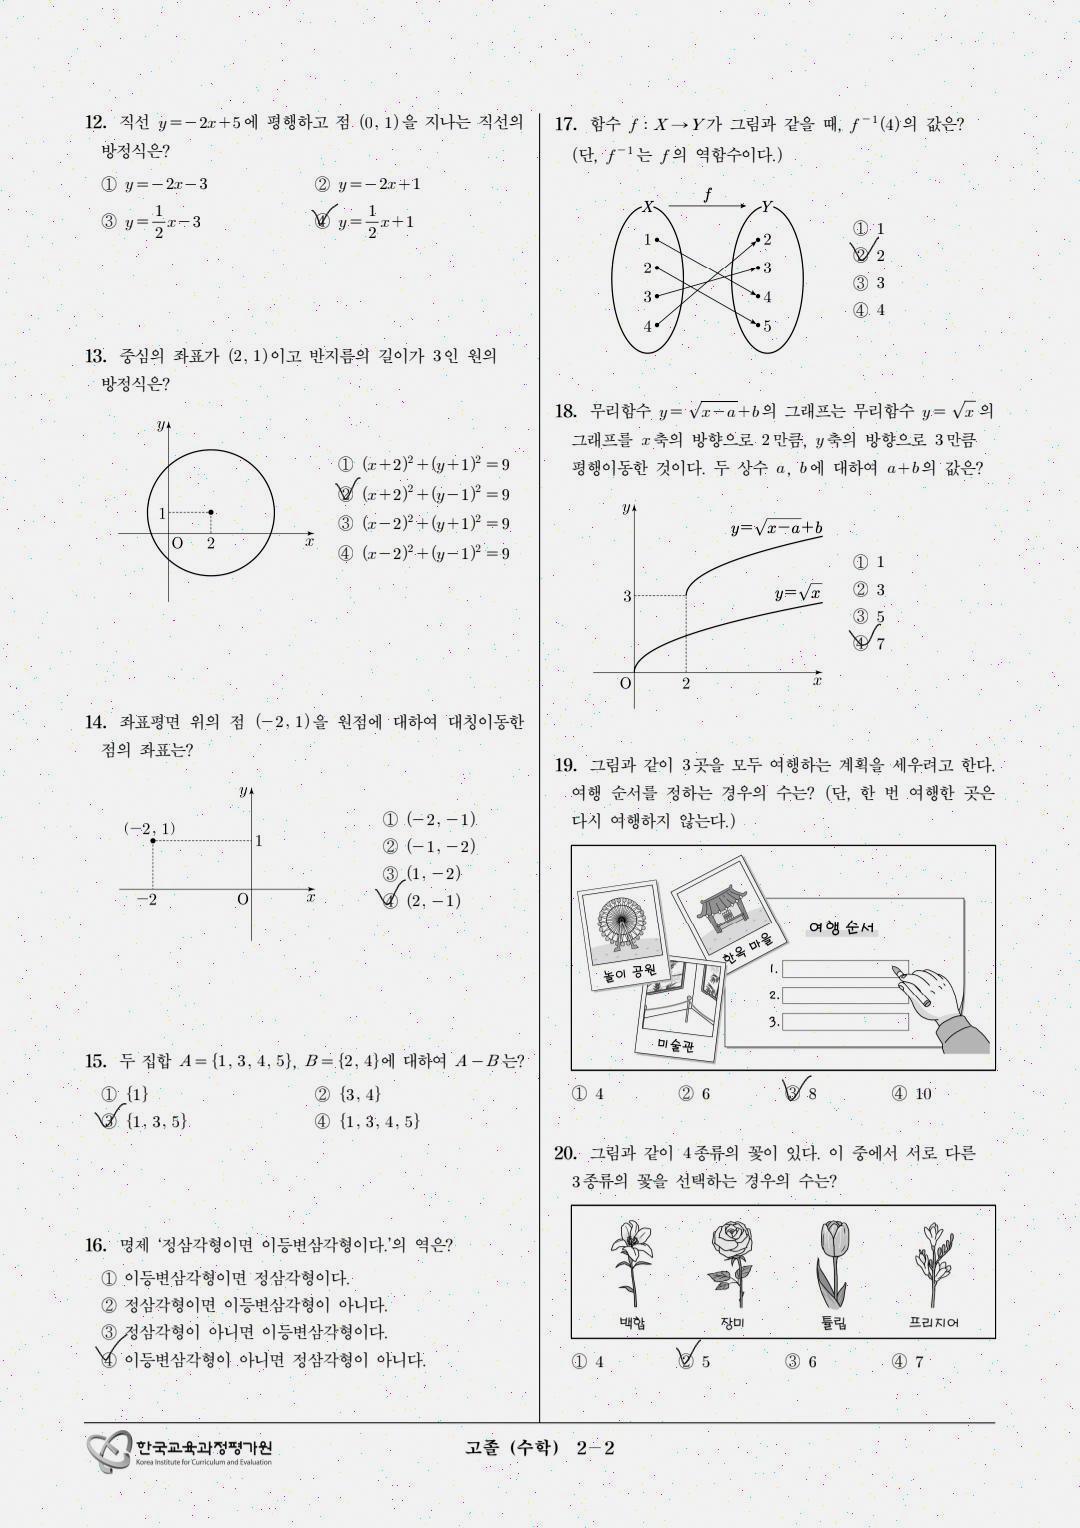 12. 직선 y=-2x+5에 평행하고 점 (0, 1)을 지나는 직선의
방정식은?
① y=-2x-3
② y=-2x+1
③ y=1/2x-3
④ y=1/2x+1
13. 중심의 좌표가 (2, 1)이고 반지름의 길이가 3인 원의
방정식은?
y
1
O 2 x
① (x+2)²+(y+1)²=9
② (x+2)²+(y-1)²=9
③ (x-2)²+(y+1)²=9
④ (x-2)²+(y-1)²=9
14. 좌표평면 위의 점 (-2, 1)을 원점에 대하여 대칭이동한
점의 좌표는?
y
(-2, 1)
1
-2 O x
① (-2, -1)
② (-1, -2)
③ (1, -2)
④ (2, -1)
15. 두 집합 A={1, 3, 4, 5}, B={2, 4}에 대하여 A-B는?
① {1}
② {3, 4}
③ {1, 3, 5}
④ {1, 3, 4, 5}
16. 명제 ‘정삼각형이면 이등변삼각형이다.’의 역은?
① 이등변삼각형이면 정삼각형이다.
② 정삼각형이면 이등변삼각형이 아니다.
③ 정삼각형이 아니면 이등변삼각형이다.
④ 이등변삼각형이 아니면 정삼각형이 아니다.
17. 함수 f : X→Y가 그림과 같을 때, f⁻¹(4)의 값은?
(단, f⁻¹는 f의 역함수이다.)
f
X Y
1 2
2 3
3 4
4 5
① 1
② 2
③ 3
④ 4
18. 무리함수 y=√(x-a)+b의 그래프는 무리함수 y=√x의
그래프를 x축의 방향으로 2만큼, y축의 방향으로 3만큼
평행이동한 것이다. 두 상수 a, b에 대하여 a+b의 값은?
y
y=√(x-a)+b
3
y=√x
O 2 x
① 1
② 3
③ 5
④ 7
19. 그림과 같이 3곳을 모두 여행하는 계획을 세우려고 한다.
여행 순서를 정하는 경우의 수는? (단, 한 번 여행한 곳은
다시 여행하지 않는다.)
놀이 공원
한옥 마을
미술관
여행 순서
1.
2.
3.
① 4
② 6
③ 8
④ 10
20. 그림과 같이 4종류의 꽃이 있다. 이 중에서 서로 다른
3종류의 꽃을 선택하는 경우의 수는?
백합 장미 튤립 프리지어
① 4
② 5
③ 6
④ 7
한국교육과정평가원
Korea Institute for Curriculum and Evaluation
고졸 (수학) 2-2